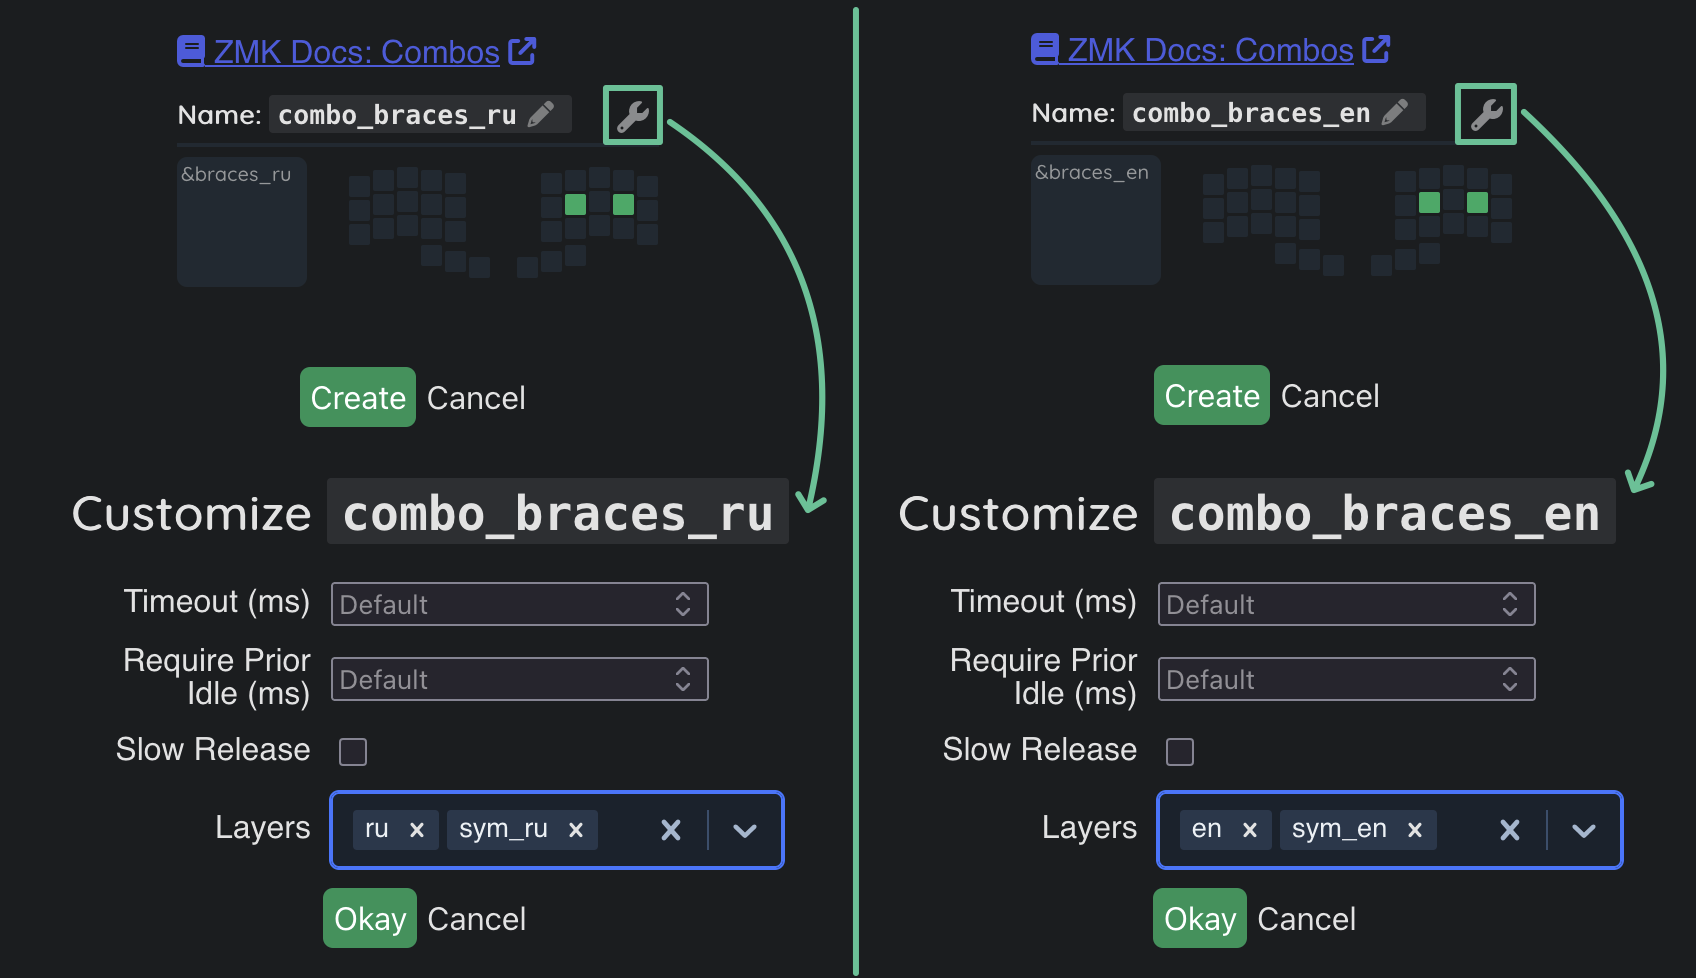 ZMK Docs: Combos
Name: combo_braces_ru
&braces_ru
Create Cancel
Customize combo_braces_ru
Timeout (ms) Default
Require Prior
Idle (ms) Default
Slow Release
Layers ru sym_ru
Okay Cancel
ZMK Docs: Combos
Name: combo_braces_en
&braces_en
Create Cancel
Customize combo_braces_en
Timeout (ms) Default
Require Prior
Idle (ms) Default
Slow Release
Layers en sym_en
Okay Cancel